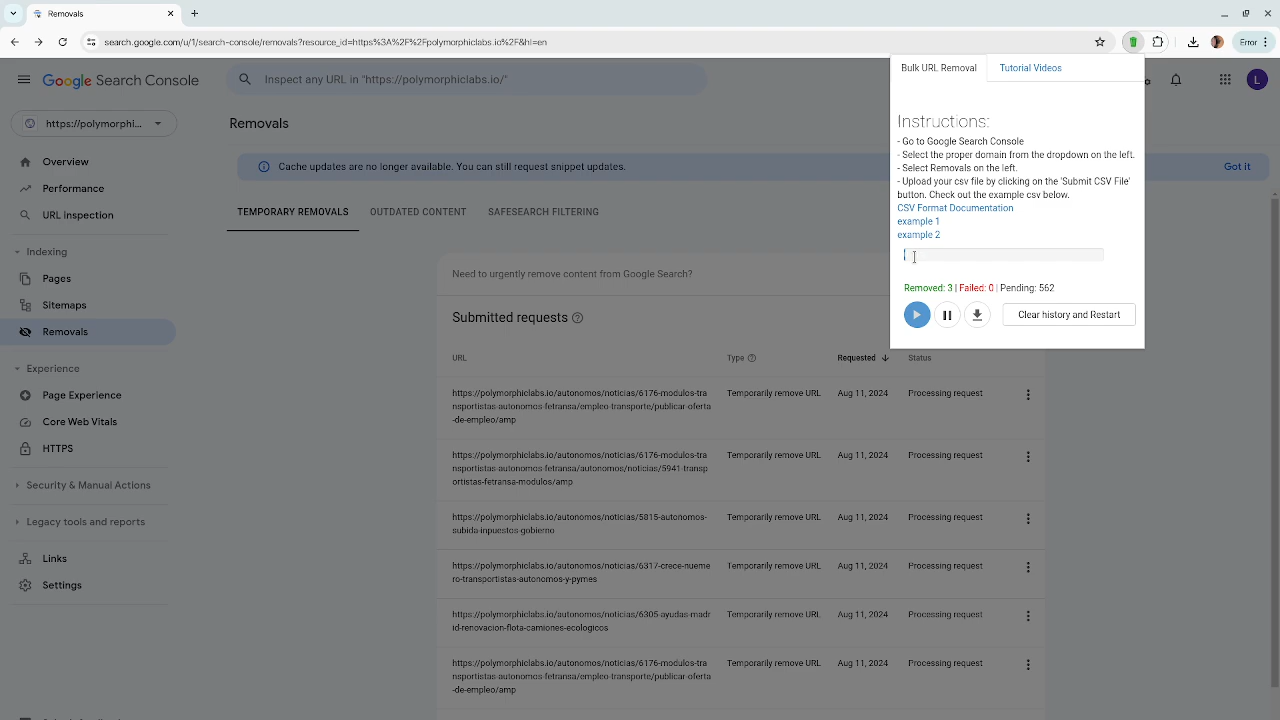 Removals
search.google.com/u/1/search-console/removals?resource_id=https%3A%2F%2Fpolymorphiclabs.io%2F&hl=en
Error
Google Search Console
Inspect any URL in "https://polymorphiclabs.io/"
L
https://polymorphi...
Overview
Performance
URL Inspection
Indexing
Pages
Sitemaps
Removals
Experience
Page Experience
Core Web Vitals
HTTPS
Security & Manual Actions
Legacy tools and reports
Links
Settings
Removals
Cache updates are no longer available. You can still request snippet updates.
Got it
TEMPORARY REMOVALS
OUTDATED CONTENT
SAFESEARCH FILTERING
Need to urgently remove content from Google Search?
Submitted requests
URL Type Requested Status
https://polymorphiclabs.io/autonomos/noticias/6176-modulos-tra Temporarily remove URL Aug 11, 2024 Processing request
nsportistas-autonomos-fetransa/empleo-transporte/publicar-oferta
-de-empleo/amp
https://polymorphiclabs.io/autonomos/noticias/6176-modulos-tra Temporarily remove URL Aug 11, 2024 Processing request
nsportistas-autonomos-fetransa/autonomos/noticias/5941-transp
ortistas-fetransa-modulos/amp
https://polymorphiclabs.io/autonomos/noticias/5815-autonomos- Temporarily remove URL Aug 11, 2024 Processing request
subida-inpuestos-gobierno
https://polymorphiclabs.io/autonomos/noticias/6317-crece-nueme Temporarily remove URL Aug 11, 2024 Processing request
ro-transportistas-autonomos-y-pymes
https://polymorphiclabs.io/autonomos/noticias/6305-ayudas-madr Temporarily remove URL Aug 11, 2024 Processing request
id-renovacion-flota-camiones-ecologicos
https://polymorphiclabs.io/autonomos/noticias/6176-modulos-tra Temporarily remove URL Aug 11, 2024 Processing request
nsportistas-autonomos-fetransa/empleo-transporte/publicar-oferta
-de-empleo/amp
Bulk URL Removal
Tutorial Videos
Instructions:
- Go to Google Search Console
- Select the proper domain from the dropdown on the left.
- Select Removals on the left.
- Upload your csv file by clicking on the 'Submit CSV File'
button. Check out the example csv below.
CSV Format Documentation
example 1
example 2
Removed: 3 | Failed: 0 | Pending: 562
Clear history and Restart